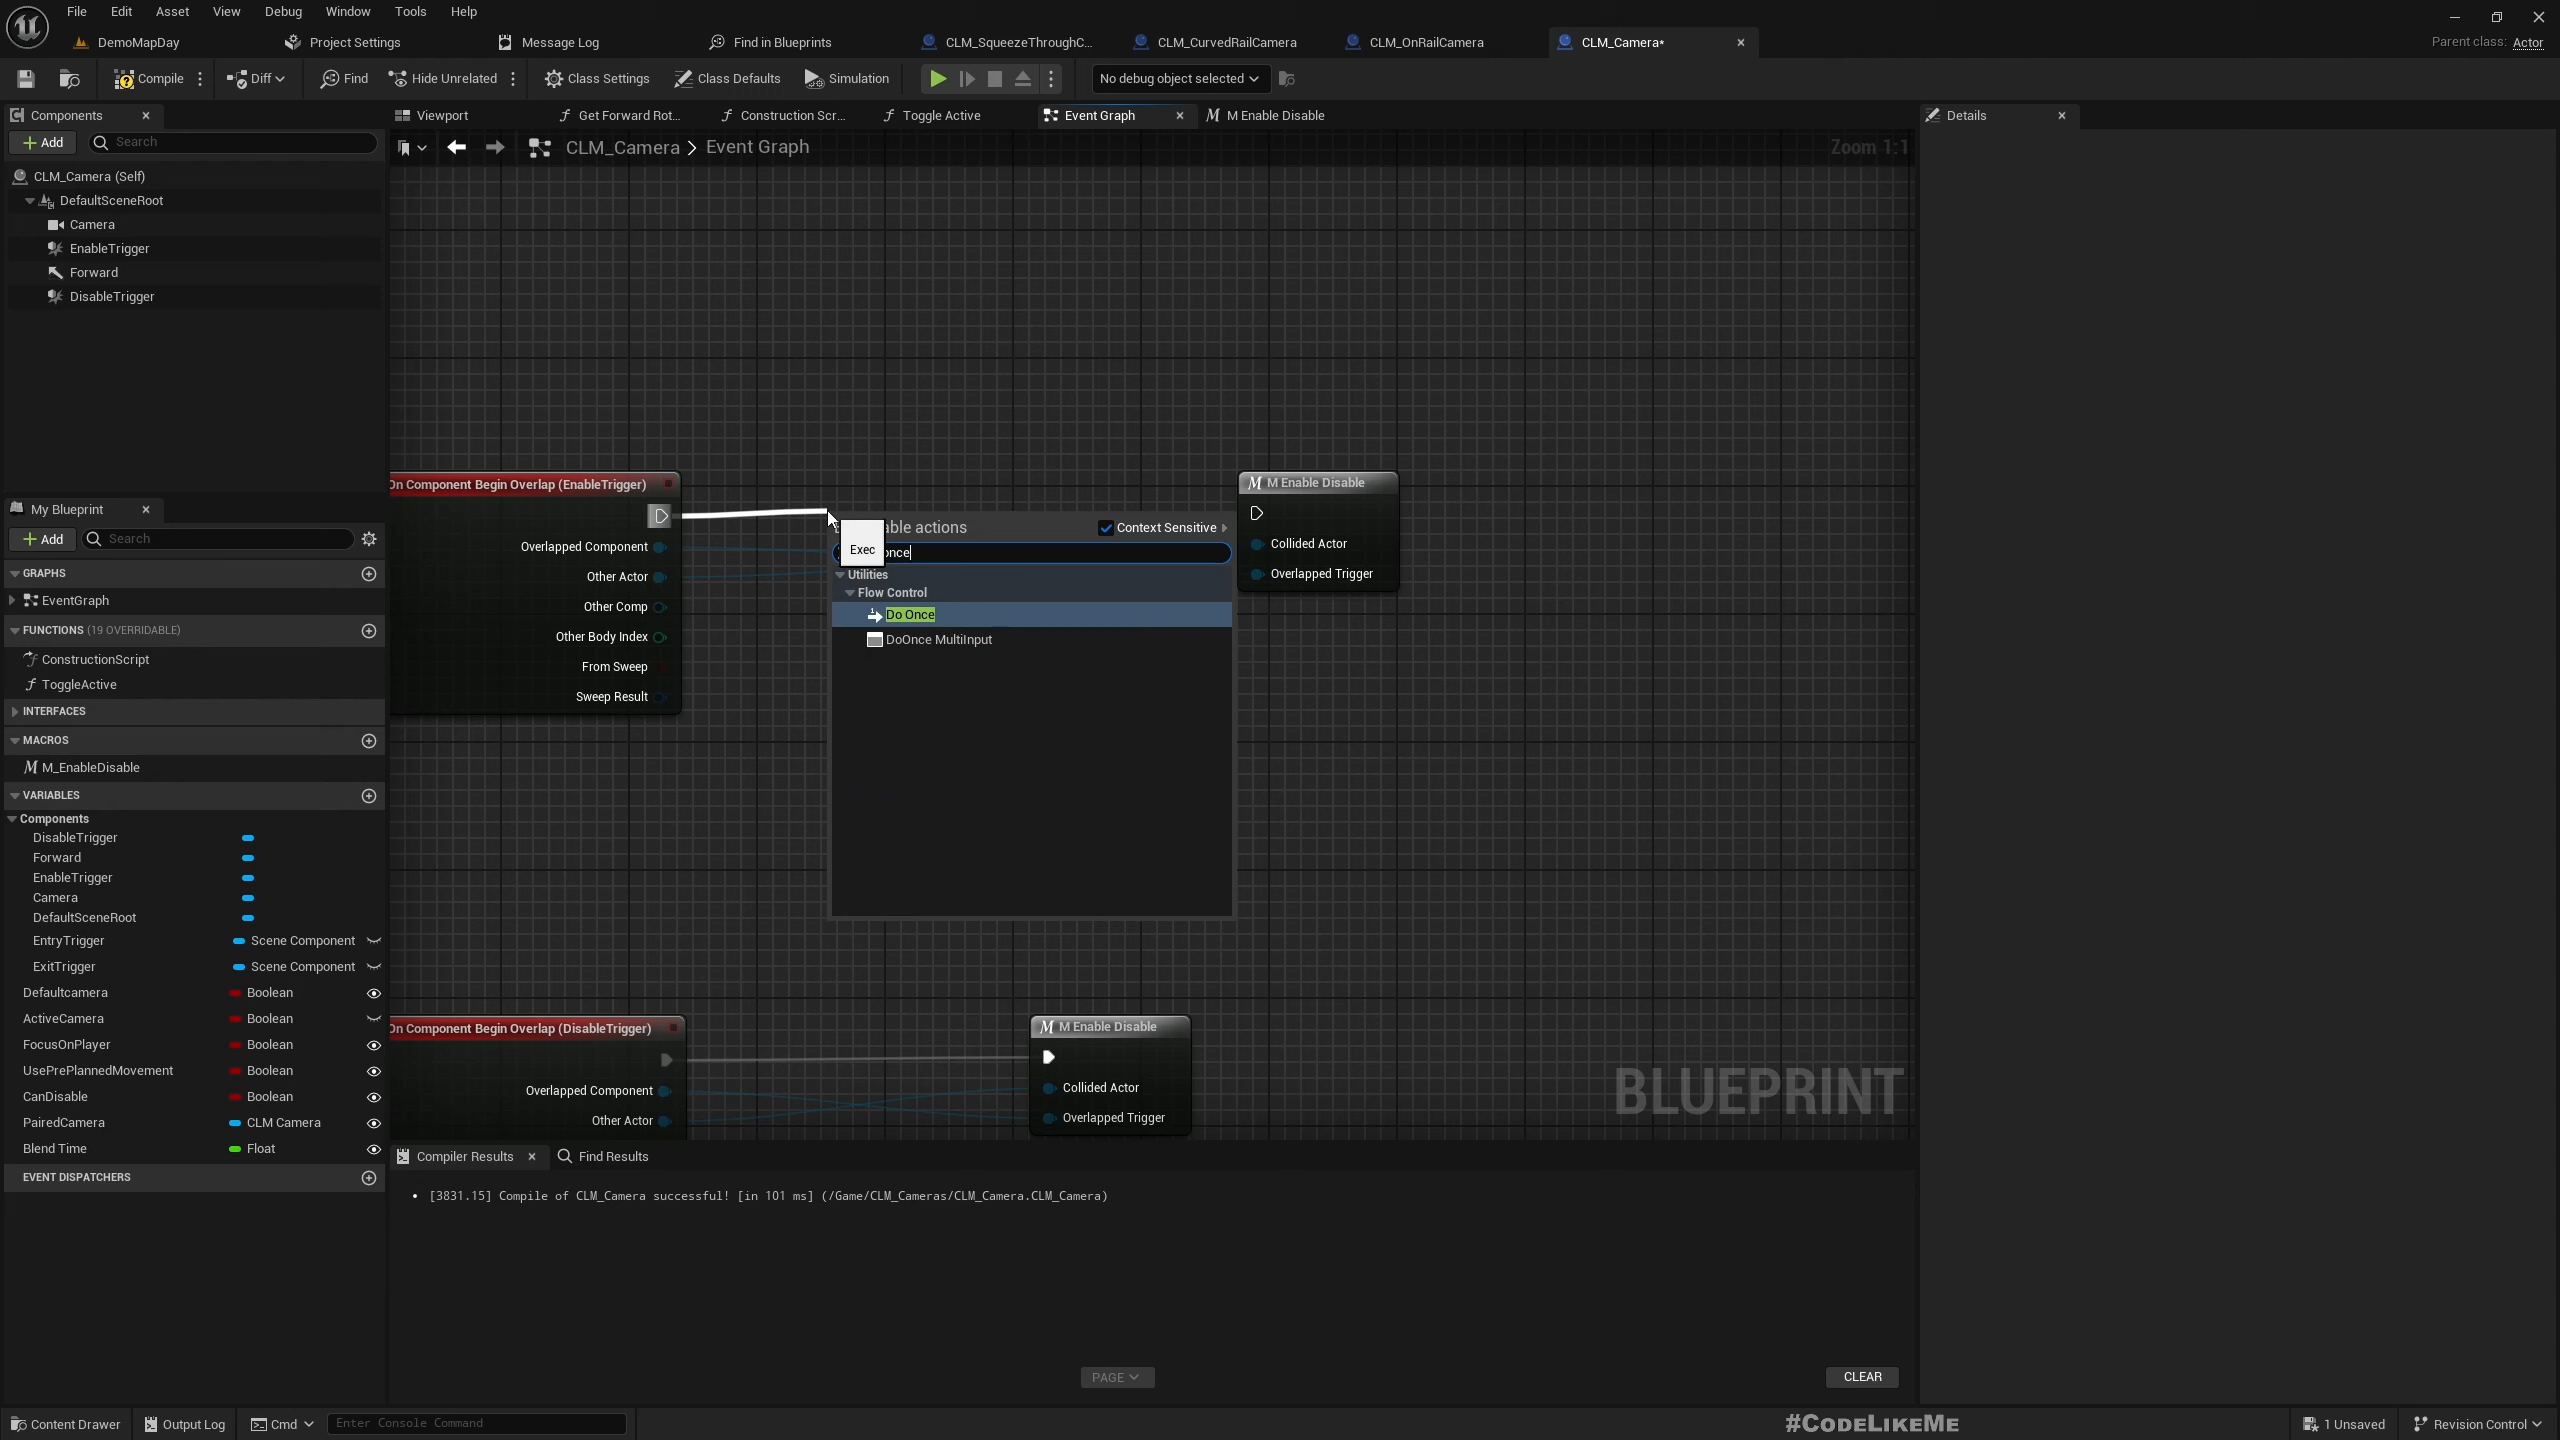 File Edit Asset View Debug Window Tools Help
DemoMapDay Project Settings Message Log Find in Blueprints CLM_SqueezeThroughC... CLM_CurvedRailCamera CLM_OnRailCamera CLM_Camera*
Parent class: Actor
Compile Diff Find Hide Unrelated Class Settings Class Defaults Simulation No debug object selected
Components
Add Search
CLM_Camera (Self)
DefaultSceneRoot
Camera
EnableTrigger
Forward
DisableTrigger
My Blueprint
Add Search
GRAPHS
EventGraph
FUNCTIONS (19 OVERRIDABLE)
ConstructionScript
ToggleActive
INTERFACES
MACROS
M_EnableDisable
VARIABLES
Components
DisableTrigger
Forward
EnableTrigger
Camera
DefaultSceneRoot
EntryTrigger Scene Component
ExitTrigger Scene Component
Defaultcamera Boolean
ActiveCamera Boolean
FocusOnPlayer Boolean
UsePrePlannedMovement Boolean
CanDisable Boolean
PairedCamera CLM Camera
Blend Time Float
EVENT DISPATCHERS
Viewport Get Forward Rot... Construction Scr... Toggle Active Event Graph M Enable Disable
CLM_Camera > Event Graph
Zoom 1:1
On Component Begin Overlap (EnableTrigger)
Overlapped Component
Other Actor
Other Comp
Other Body Index
From Sweep
Sweep Result
actions Context Sensitive
Exec
once
Utilities
Flow Control
Do Once
DoOnce MultiInput
M Enable Disable
Collided Actor
Overlapped Trigger
On Component Begin Overlap (DisableTrigger)
Overlapped Component
Other Actor
M Enable Disable
Collided Actor
Overlapped Trigger
BLUEPRINT
Compiler Results Find Results
[3831.15] Compile of CLM_Camera successful! [in 101 ms] (/Game/CLM_Cameras/CLM_Camera.CLM_Camera)
PAGE
CLEAR
Details
Content Drawer Output Log Cmd Enter Console Command
#CODELIKEME
1 Unsaved Revision Control